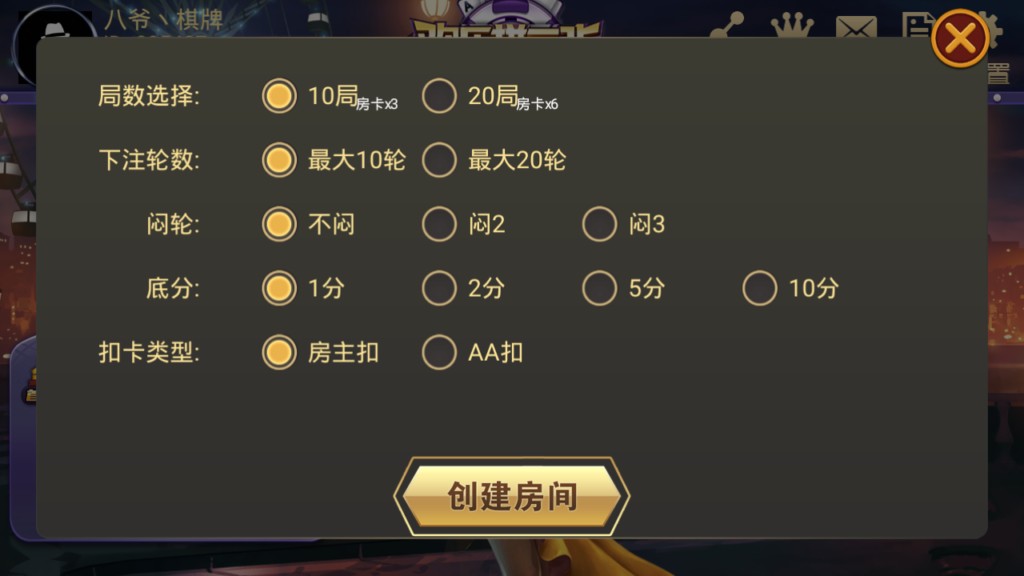 八爷丶棋牌
局数选择: 10局房卡x3 20局房卡x6
下注轮数: 最大10轮 最大20轮
闷轮: 不闷 闷2 闷3
底分: 1分 2分 5分 10分
扣卡类型: 房主扣 AA扣
创建房间